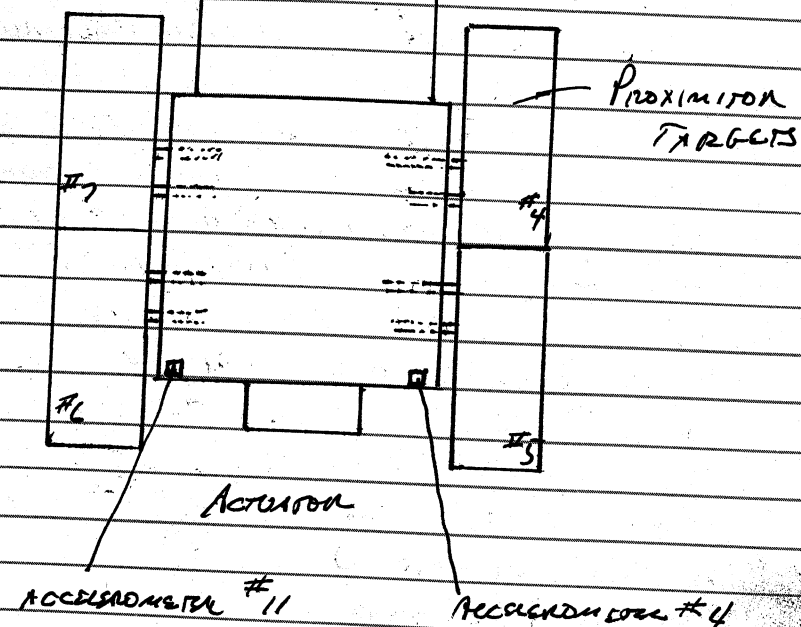 PROXIMITOR
TARGETS
#7
#4
#6
#5
ACTUATOR
ACCELEROMETER #11
ACCELEROMETER #4